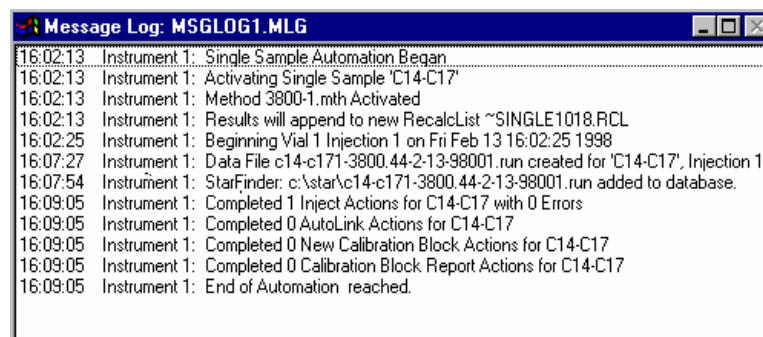 Message Log: MSGLOG1.MLG
16:02:13 Instrument 1: Single Sample Automation Began
16:02:13 Instrument 1: Activating Single Sample 'C14-C17'
16:02:13 Instrument 1: Method 3800-1.mth Activated
16:02:13 Instrument 1: Results will append to new RecalcList ~SINGLE1018.RCL
16:02:25 Instrument 1: Beginning Vial 1 Injection 1 on Fri Feb 13 16:02:25 1998
16:07:27 Instrument 1: Data File c14-c171-3800.44-2-13-98001.run created for 'C14-C17', Injection 1
16:07:54 Instrument 1: StarFinder: c:\star\c14-c171-3800.44-2-13-98001.run added to database.
16:09:05 Instrument 1: Completed 1 Inject Actions for C14-C17 with 0 Errors
16:09:05 Instrument 1: Completed 0 AutoLink Actions for C14-C17
16:09:05 Instrument 1: Completed 0 New Calibration Block Actions for C14-C17
16:09:05 Instrument 1: Completed 0 Calibration Block Report Actions for C14-C17
16:09:05 Instrument 1: End of Automation reached.